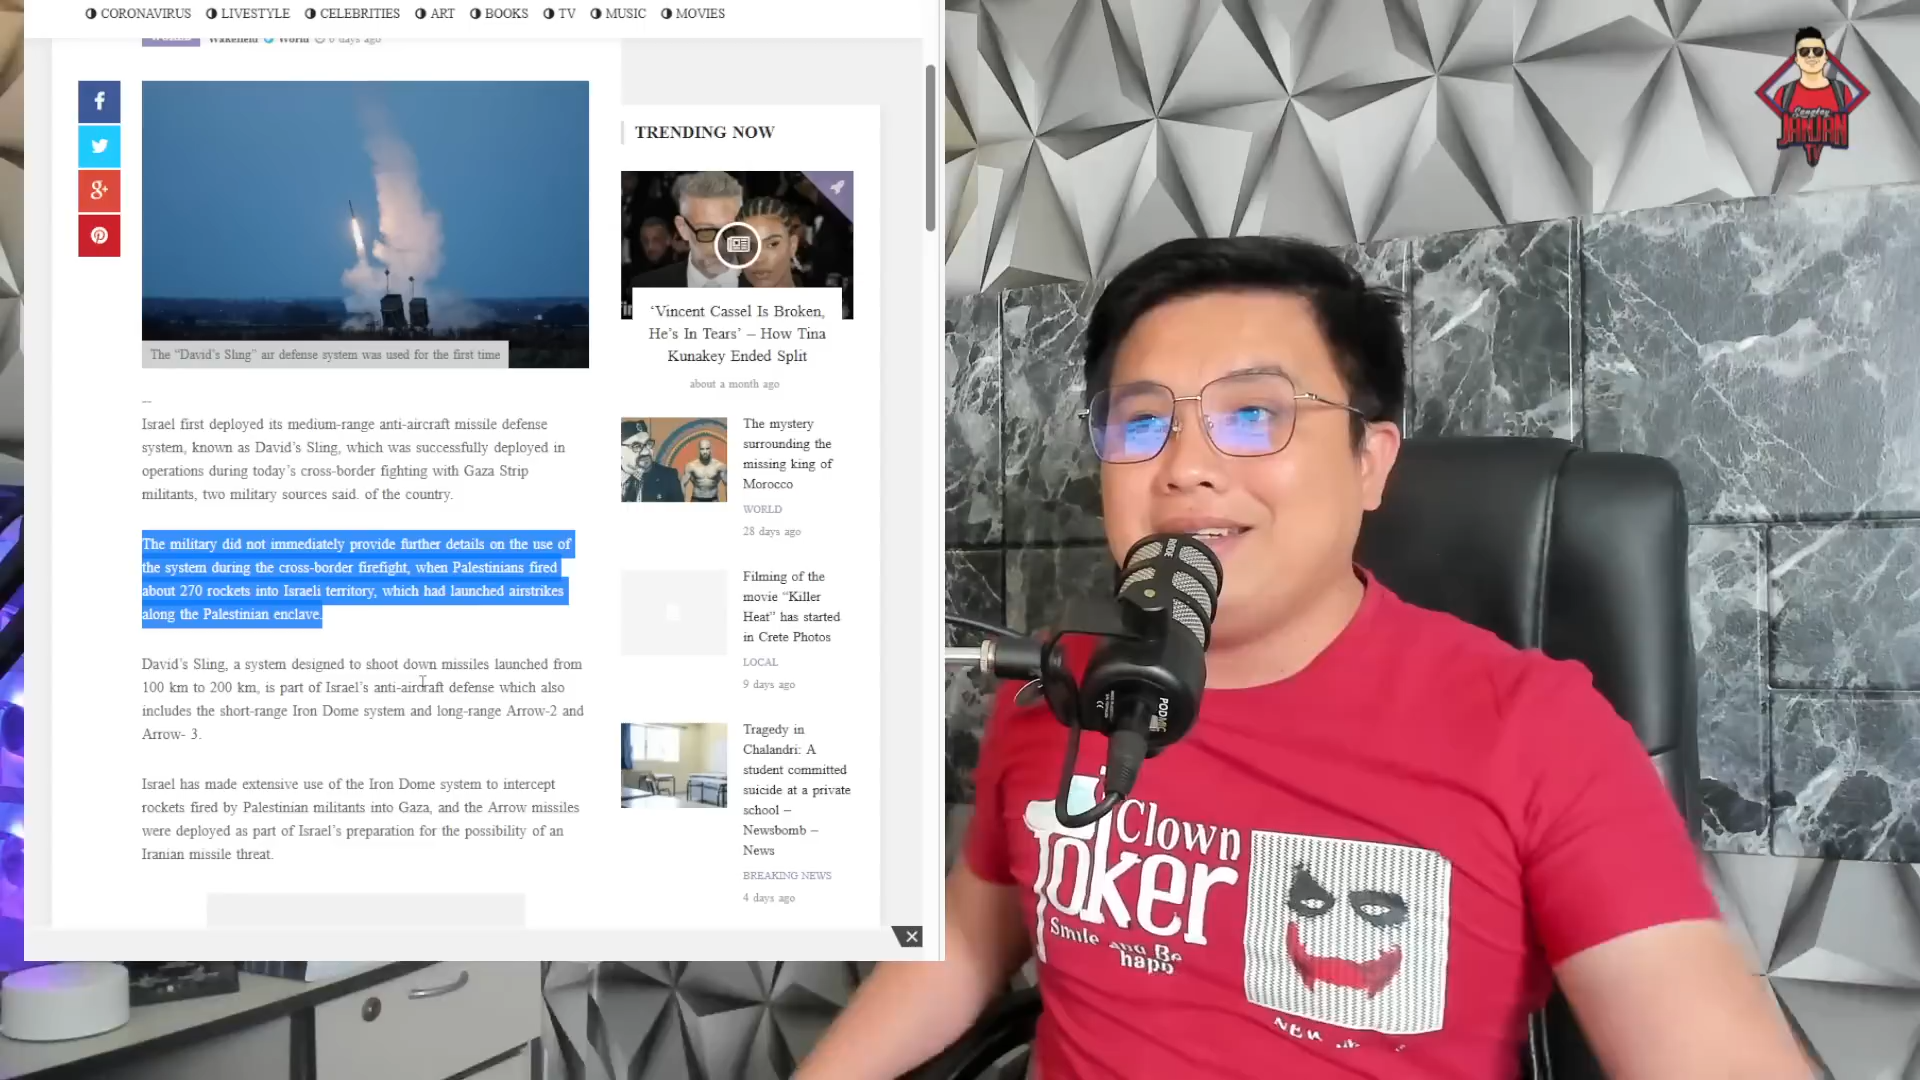 CORONAVIRUS LIVESTYLE CELEBRITIES ART BOOKS TV MUSIC MOVIES
Wakefield World 6 days ago
The “David’s Sling” air defense system was used for the first time
--
Israel first deployed its medium-range anti-aircraft missile defense
system, known as David’s Sling, which was successfully deployed in
operations during today’s cross-border fighting with Gaza Strip
militants, two military sources said. of the country.
The military did not immediately provide further details on the use of
the system during the cross-border firefight, when Palestinians fired
about 270 rockets into Israeli territory, which had launched airstrikes
along the Palestinian enclave.
David’s Sling, a system designed to shoot down missiles launched from
100 km to 200 km, is part of Israel’s anti-aircraft defense which also
includes the short-range Iron Dome system and long-range Arrow-2 and
Arrow- 3.
Israel has made extensive use of the Iron Dome system to intercept
rockets fired by Palestinian militants into Gaza, and the Arrow missiles
were deployed as part of Israel’s preparation for the possibility of an
Iranian missile threat.
TRENDING NOW
‘Vincent Cassel Is Broken,
He’s In Tears’ – How Tina
Kunakey Ended Split
about a month ago
The mystery
surrounding the
missing king of
Morocco
WORLD
28 days ago
Filming of the
movie “Killer
Heat” has started
in Crete Photos
LOCAL
9 days ago
Tragedy in
Chalandri: A
student committed
suicide at a private
school –
Newsbomb –
News
BREAKING NEWS
4 days ago
JANJAN
TV
RØDE
PODMIC
Clown
Joker
Smile and Be
happ